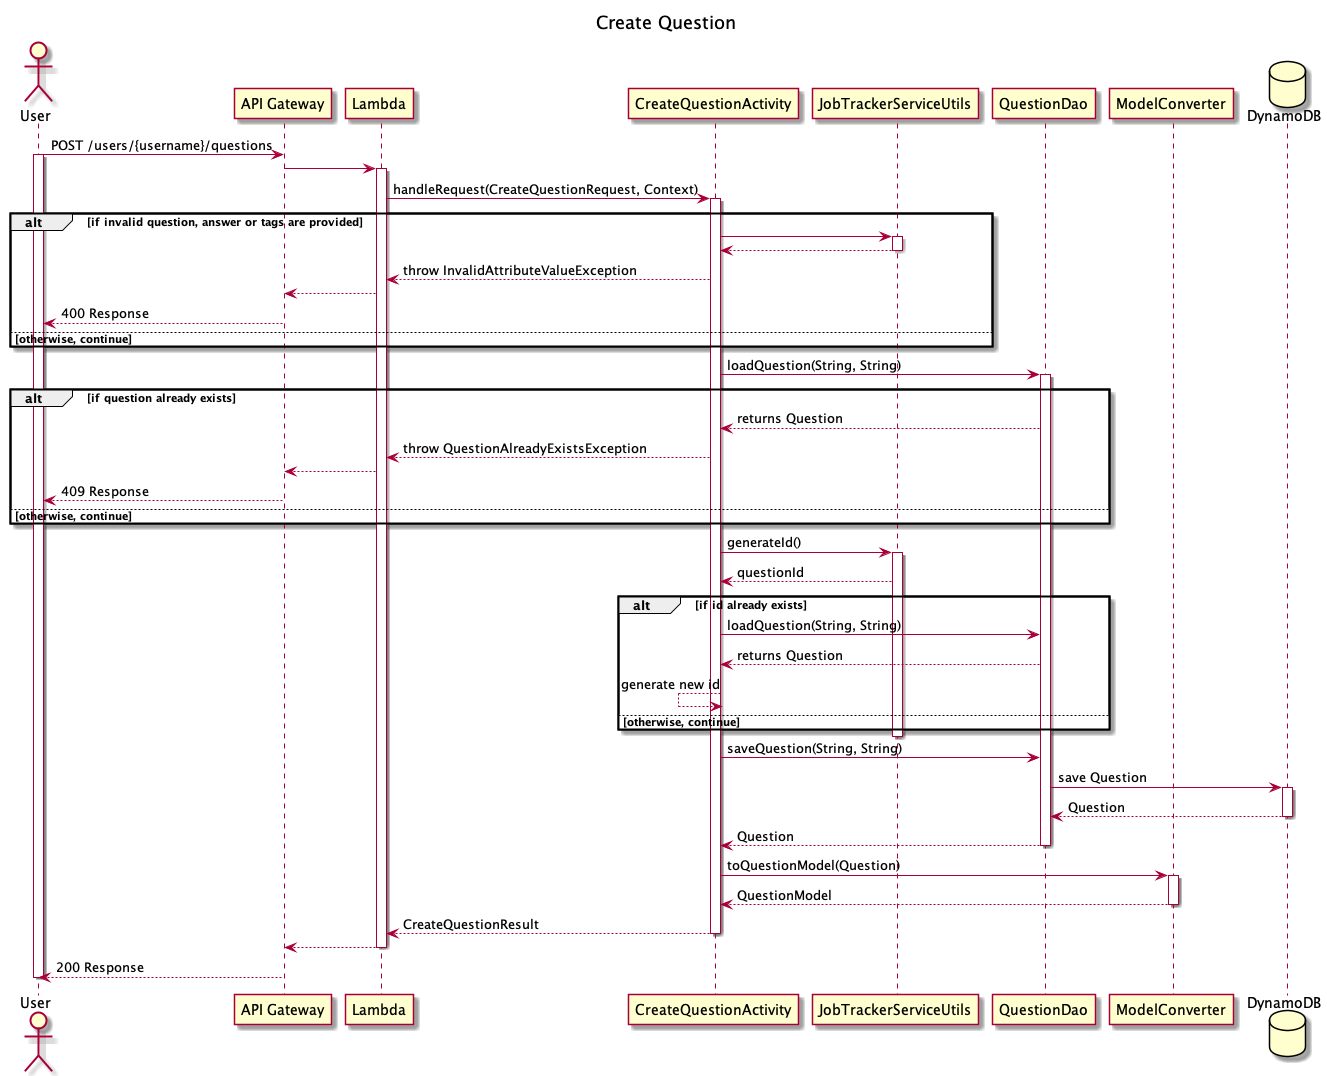 Create Question
User
API Gateway
Lambda
CreateQuestionActivity
JobTrackerServiceUtils
QuestionDao
ModelConverter
DynamoDB
POST /users/{username}/questions
handleRequest(CreateQuestionRequest, Context)
alt [if invalid question, answer or tags are provided]
throw InvalidAttributeValueException
400 Response
[otherwise, continue]
loadQuestion(String, String)
alt [if question already exists]
returns Question
throw QuestionAlreadyExistsException
409 Response
[otherwise, continue]
generateId()
questionId
alt [if id already exists]
loadQuestion(String, String)
returns Question
generate new id
[otherwise, continue]
saveQuestion(String, String)
save Question
Question
Question
toQuestionModel(Question)
QuestionModel
CreateQuestionResult
200 Response
User
API Gateway
Lambda
CreateQuestionActivity
JobTrackerServiceUtils
QuestionDao
ModelConverter
DynamoDB